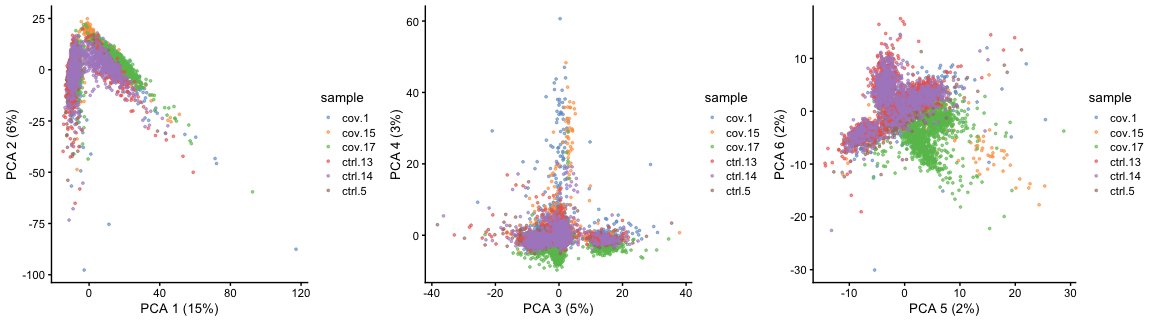 25
0
-25
-50
-75
-100
PCA 2 (6%)
0
40
80
120
PCA 1 (15%)
sample
cov.1
cov.15
cov.17
ctrl.13
ctrl.14
ctrl.5
60
40
20
0
PCA 4 (3%)
-40
-20
0
20
40
PCA 3 (5%)
sample
cov.1
cov.15
cov.17
ctrl.13
ctrl.14
ctrl.5
10
0
-10
-20
-30
PCA 6 (2%)
-10
0
10
20
30
PCA 5 (2%)
sample
cov.1
cov.15
cov.17
ctrl.13
ctrl.14
ctrl.5